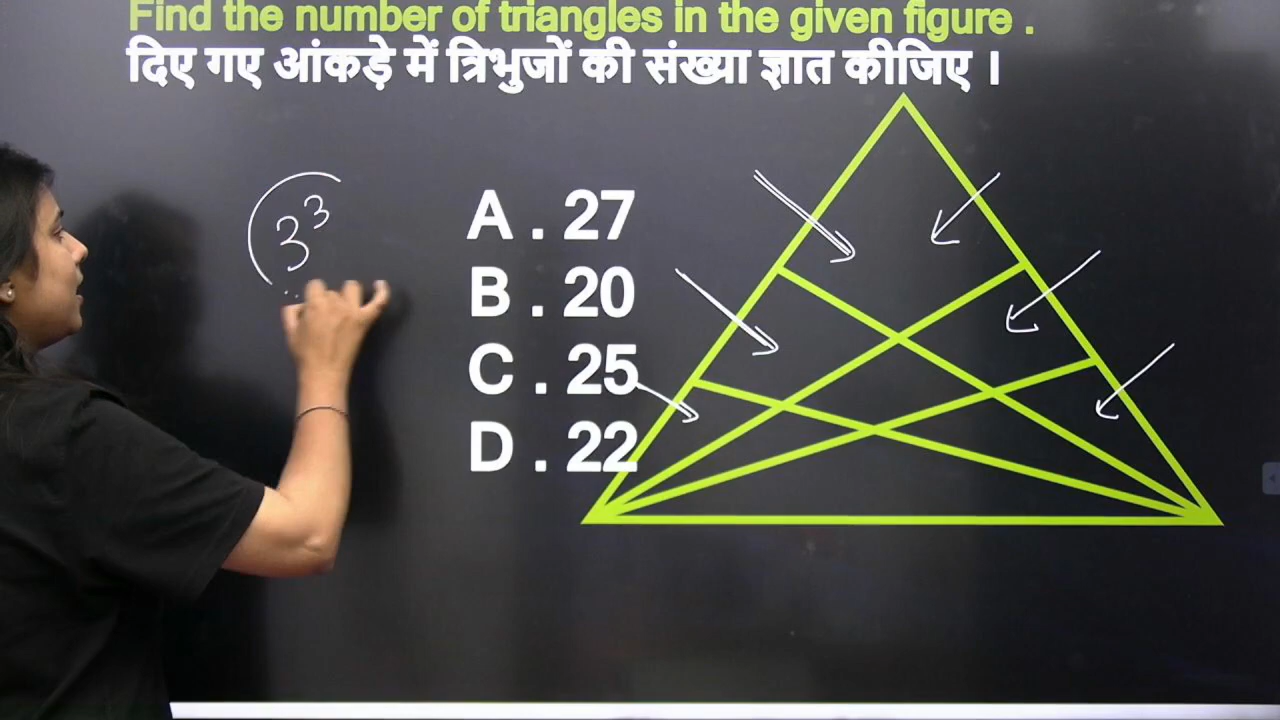 Find the number of triangles in the given figure .
दिए गए आंकड़े में त्रिभुजों की संख्या ज्ञात कीजिए ।
3³
A . 27
B . 20
C . 25
D . 22